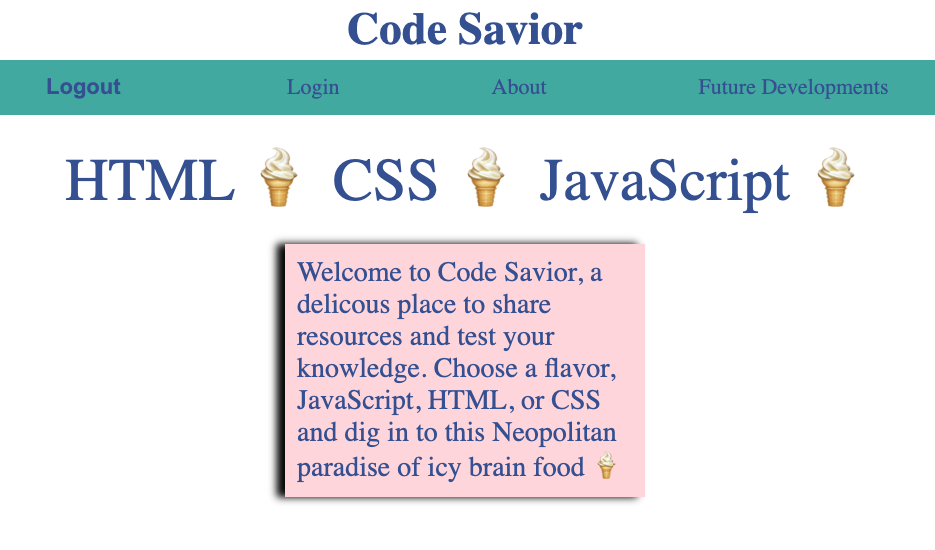 Code Savior
Logout Login About Future Developments
HTML 🍦 CSS 🍦 JavaScript 🍦
Welcome to Code Savior, a
delicous place to share
resources and test your
knowledge. Choose a flavor,
JavaScript, HTML, or CSS
and dig in to this Neopolitan
paradise of icy brain food 🍦